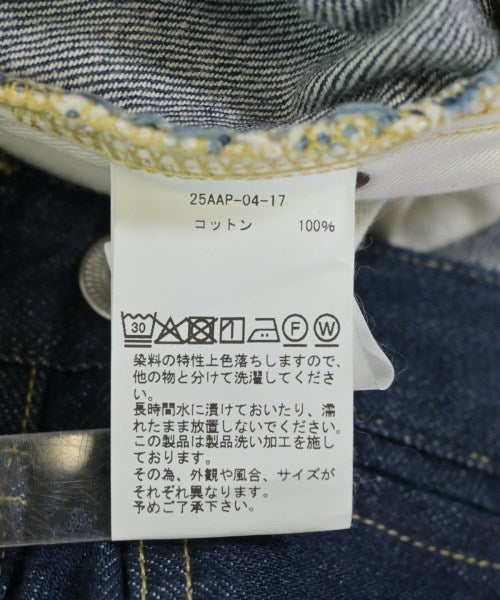 25AAP-04-17
コットン 100%
30 F W
染料の特性上色落ちしますので、
他の物と分けて洗濯してくださ
い。
長時間水に漬けておいたり、濡
れたまま放置しないでください。
この製品は製品洗い加工を施し
ております。
その為、外観や風合、サイズが
それぞれ異なります。
予めご了承下さい。